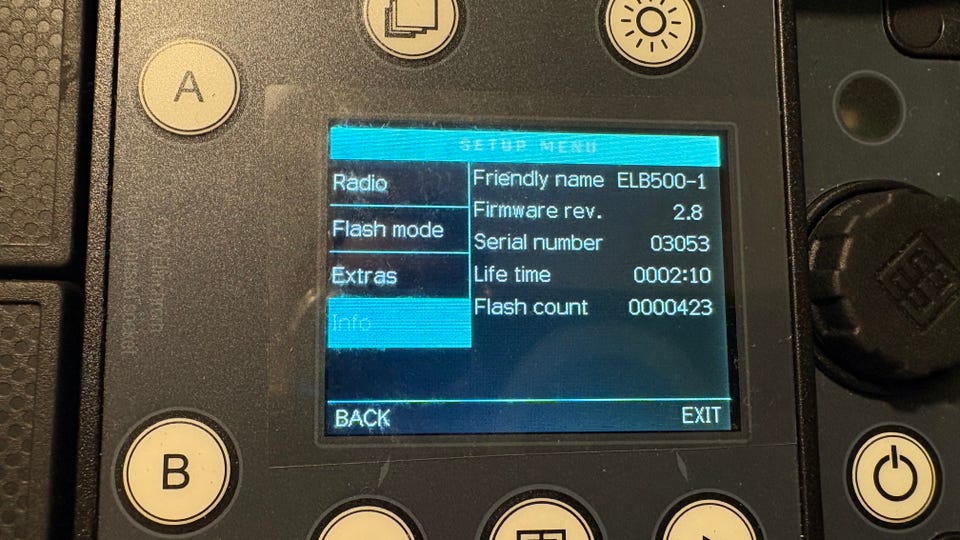 A
SETUP MENU
Radio
Flash mode
Extras
Info
Friendly name ELB500-1
Firmware rev. 2.8
Serial number 03053
Life time 0002:10
Flash count 0000423
BACK EXIT
B